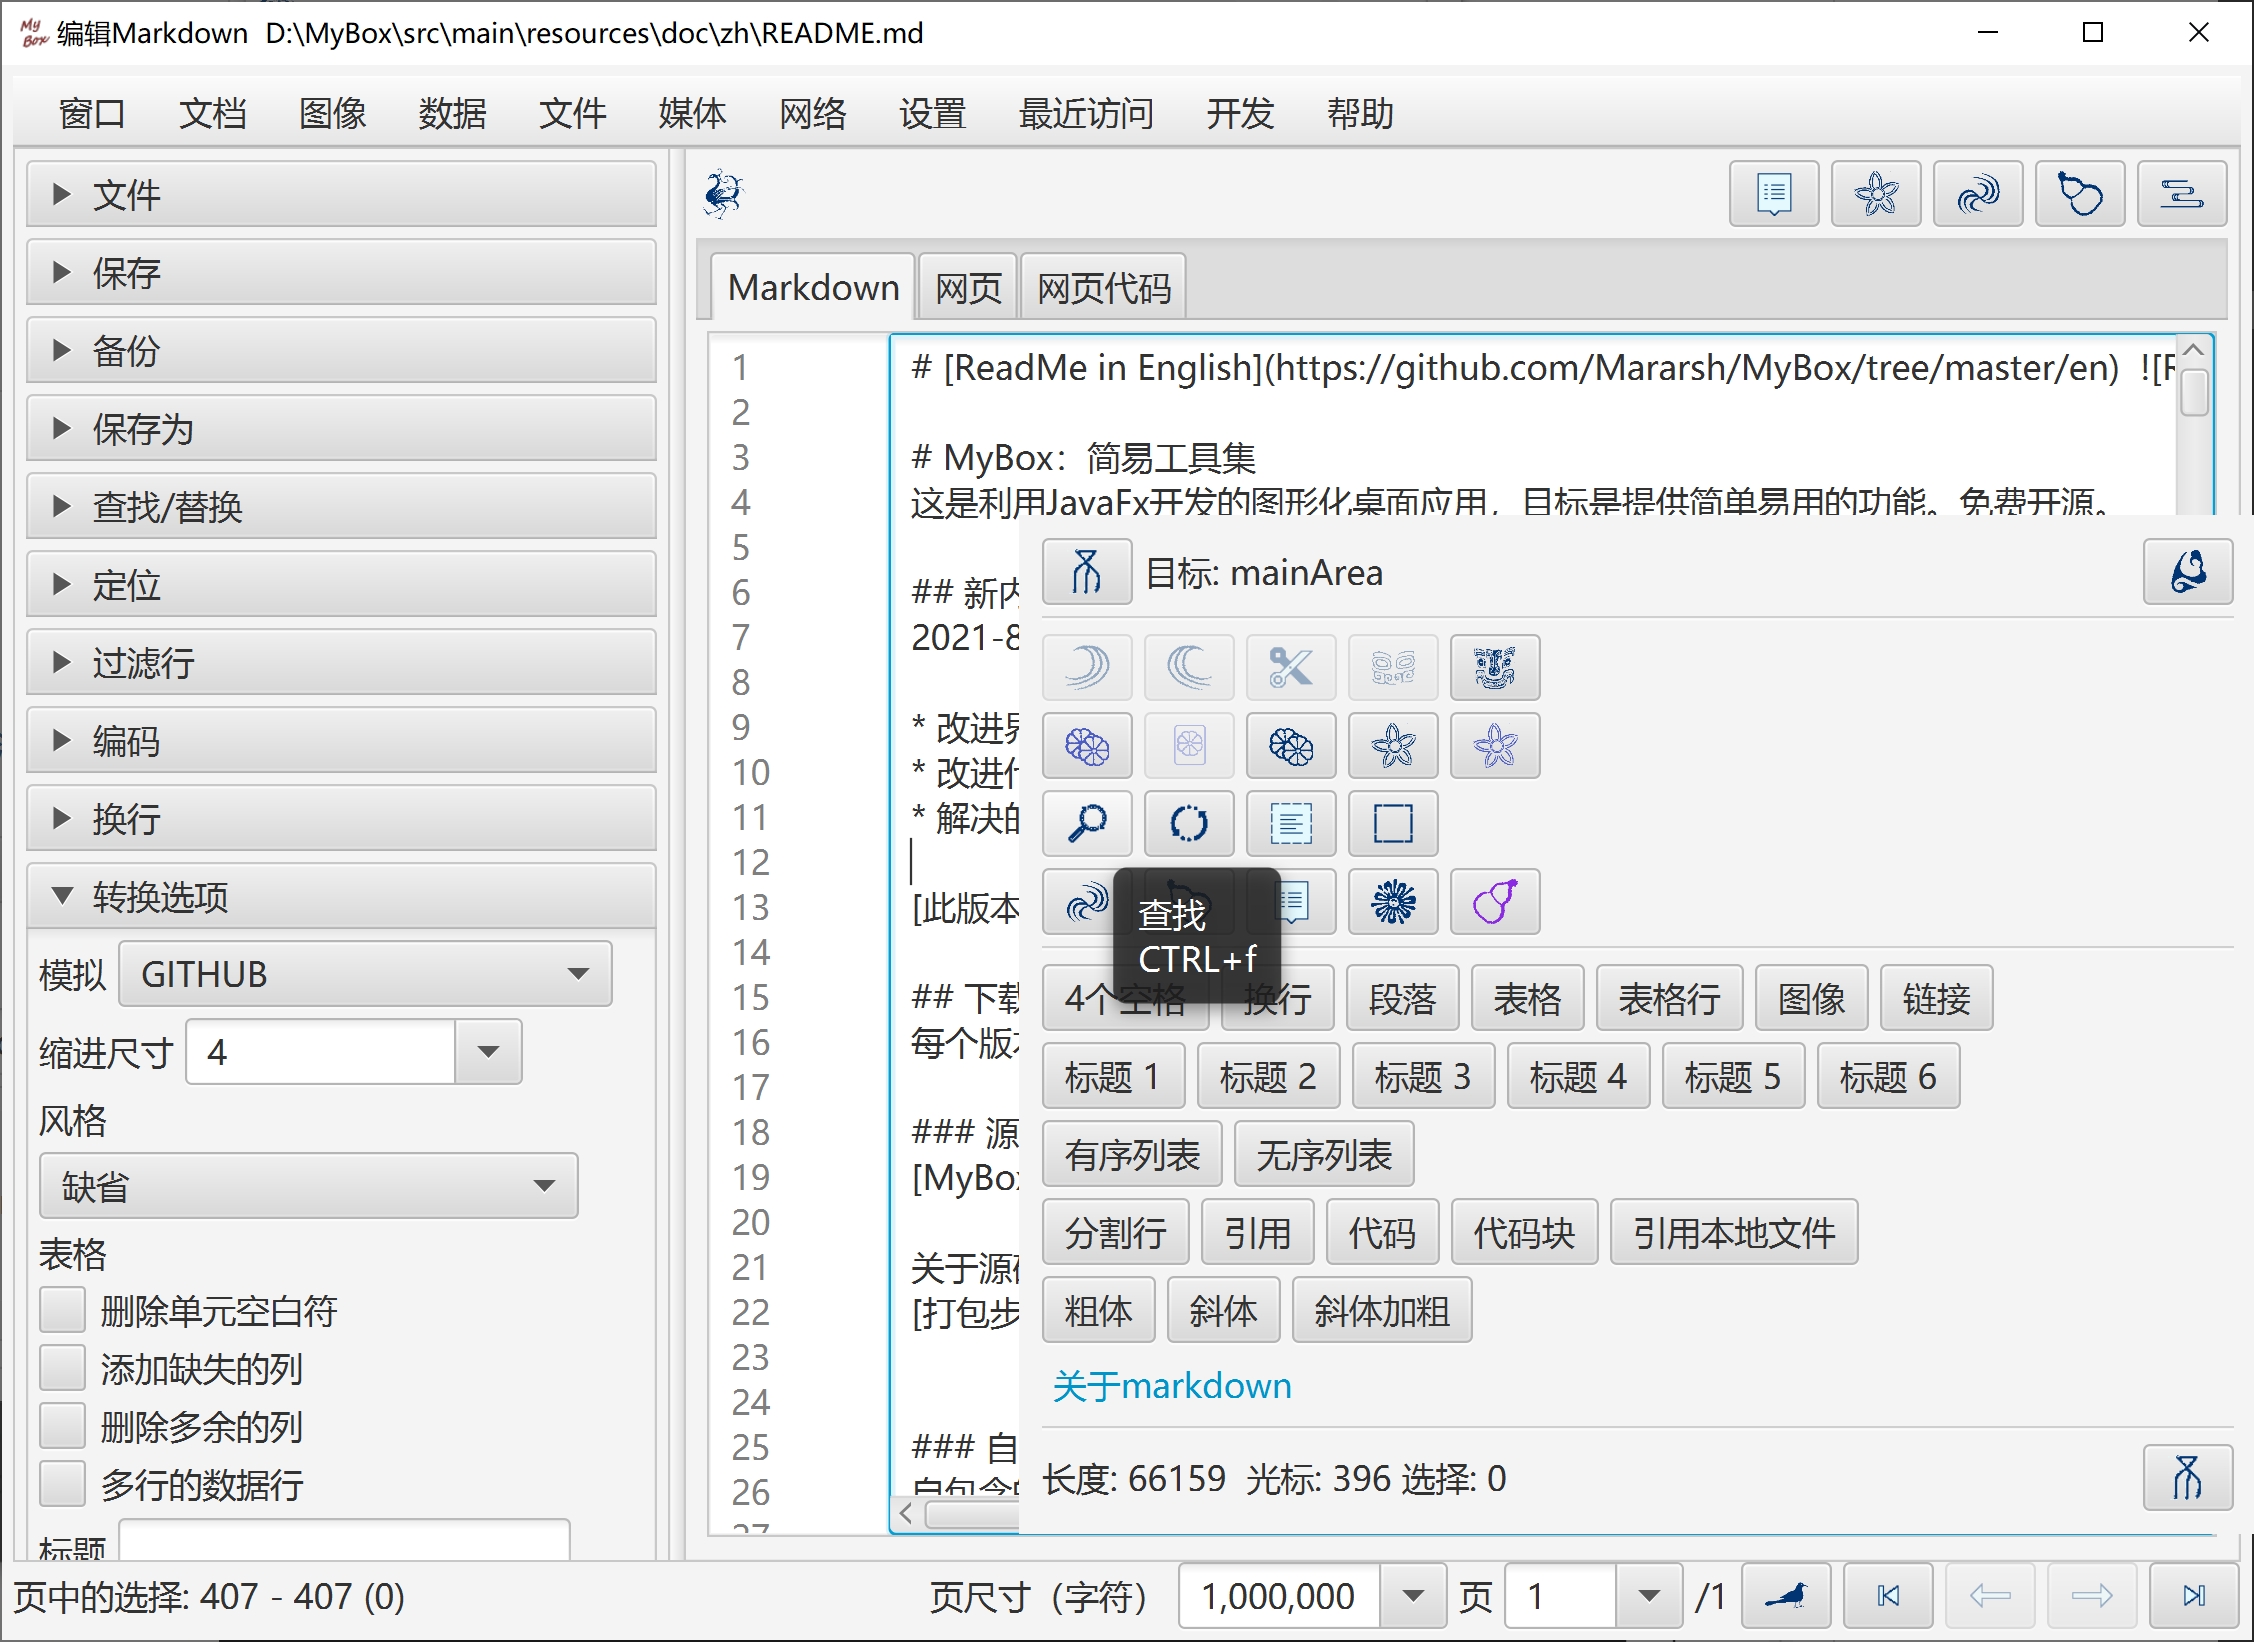 My Box 编辑Markdown D:\MyBox\src\main\resources\doc\zh\README.md
窗口 文档 图像 数据 文件 媒体 网络 设置 最近访问 开发 帮助
文件
保存
备份
保存为
查找/替换
定位
过滤行
编码
换行
转换选项
模拟 GITHUB
缩进尺寸 4
风格
缺省
表格
删除单元空白符
添加缺失的列
删除多余的列
多行的数据行
标题
Markdown 网页 网页代码
1 # [ReadMe in English](https://github.com/Mararsh/MyBox/tree/master/en) ![R
2
3 # MyBox：简易工具集
4 这是利用JavaFx开发的图形化桌面应用，目标是提供简单易用的功能。免费开源。
5
6 ## 新内
7 2021-8
8
9 * 改进界
10 * 改进代
11 * 解决的
12
13 [此版本
14
15 ## 下载
16 每个版本
17
18 ### 源
19 [MyBox
20
21 关于源码
22 [打包步
23
24
25 ### 自
26 自包含的
27
目标: mainArea
查找
CTRL+f
4个空格 换行 段落 表格 表格行 图像 链接
标题 1 标题 2 标题 3 标题 4 标题 5 标题 6
有序列表 无序列表
分割行 引用 代码 代码块 引用本地文件
粗体 斜体 斜体加粗
关于markdown
长度: 66159 光标: 396 选择: 0
页中的选择: 407 - 407 (0)
页尺寸（字符） 1,000,000 页 1 /1